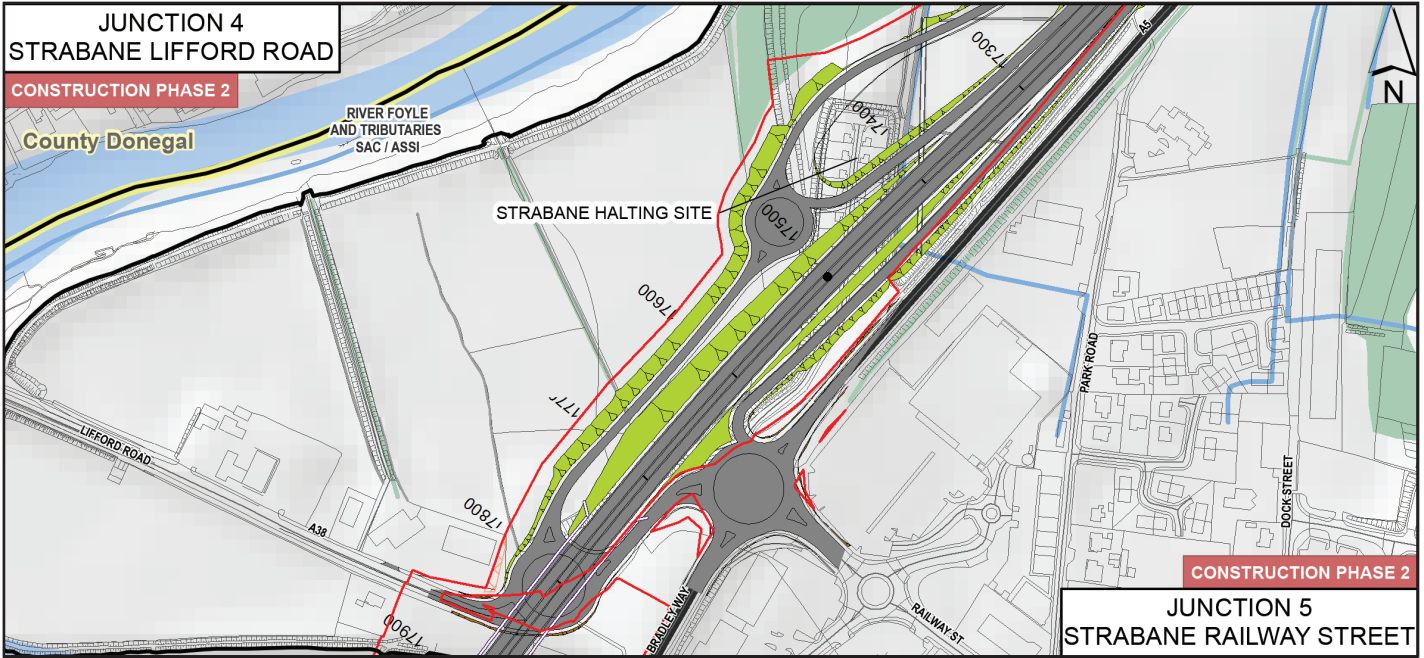 JUNCTION 4
STRABANE LIFFORD ROAD
CONSTRUCTION PHASE 2
County Donegal
RIVER FOYLE
AND TRIBUTARIES
SAC / ASSI
STRABANE HALTING SITE
17300
17400
17500
17600
177
17800
17900
A5
N
LIFFORD ROAD
A38
PARK ROAD
DOCK STREET
BRADLEY WAY
RAILWAY ST
CONSTRUCTION PHASE 2
JUNCTION 5
STRABANE RAILWAY STREET